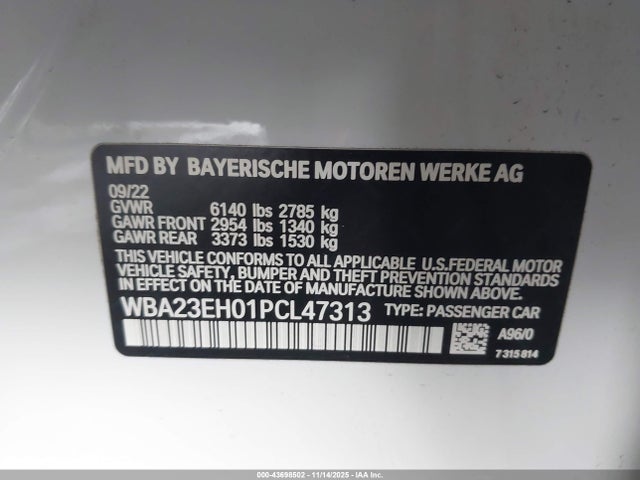 MFD BY BAYERISCHE MOTOREN WERKE AG
09/22
GVWR 6140 lbs 2785 kg
GAWR FRONT 2954 lbs 1340 kg
GAWR REAR 3373 lbs 1530 kg
THIS VEHICLE CONFORMS TO ALL APPLICABLE U.S.FEDERAL MOTOR
VEHICLE SAFETY, BUMPER AND THEFT PREVENTION STANDARDS
IN EFFECT ON THE DATE OF MANUFACTURE SHOWN ABOVE.
WBA23EH01PCL47313 TYPE: PASSENGER CAR
A96/0
7 315 814
000-43698502 - 11/14/2025 - IAA, Inc.